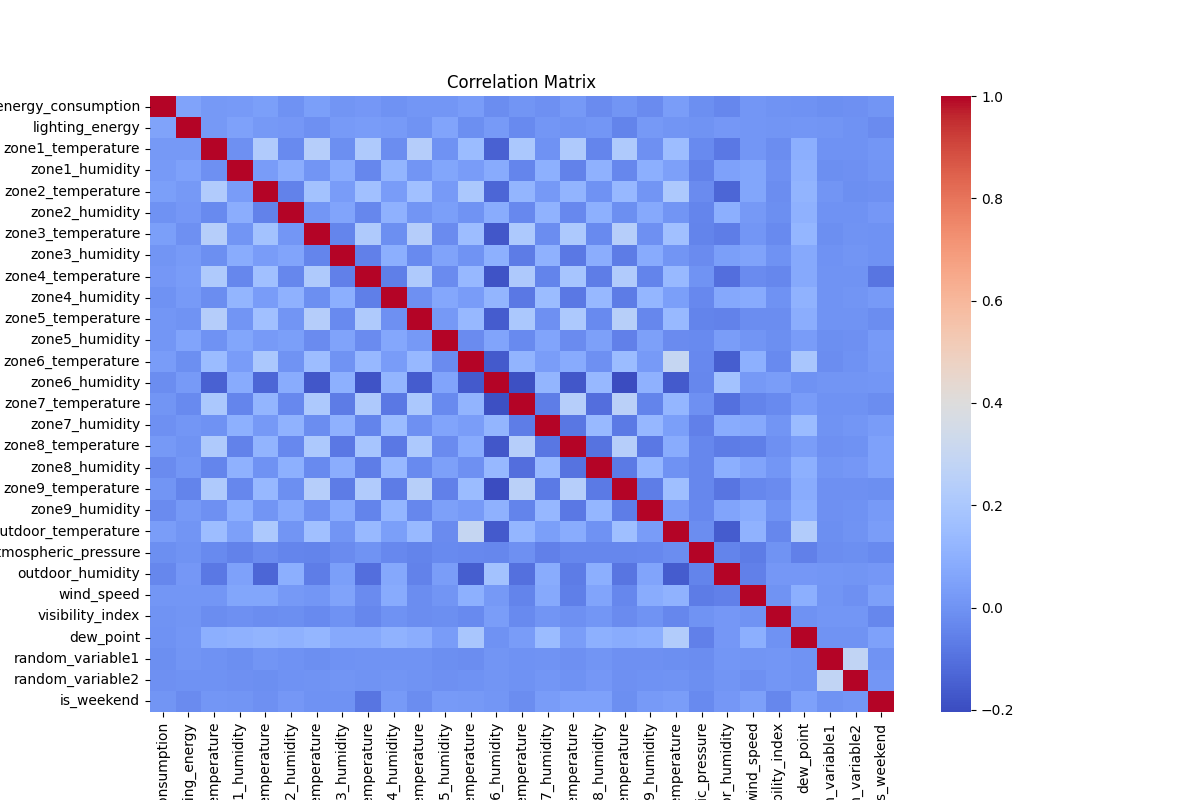 Correlation Matrix
energy_consumption
lighting_energy
zone1_temperature
zone1_humidity
zone2_temperature
zone2_humidity
zone3_temperature
zone3_humidity
zone4_temperature
zone4_humidity
zone5_temperature
zone5_humidity
zone6_temperature
zone6_humidity
zone7_temperature
zone7_humidity
zone8_temperature
zone8_humidity
zone9_temperature
zone9_humidity
utdoor_temperature
tmospheric_pressure
outdoor_humidity
wind_speed
visibility_index
dew_point
random_variable1
random_variable2
is_weekend
onsumption
ing_energy
emperature
1_humidity
emperature
2_humidity
emperature
3_humidity
emperature
4_humidity
emperature
5_humidity
emperature
6_humidity
emperature
7_humidity
emperature
8_humidity
emperature
9_humidity
emperature
ic_pressure
or_humidity
wind_speed
bility_index
dew_point
n_variable1
n_variable2
s_weekend
1.0
0.8
0.6
0.4
0.2
0.0
−0.2